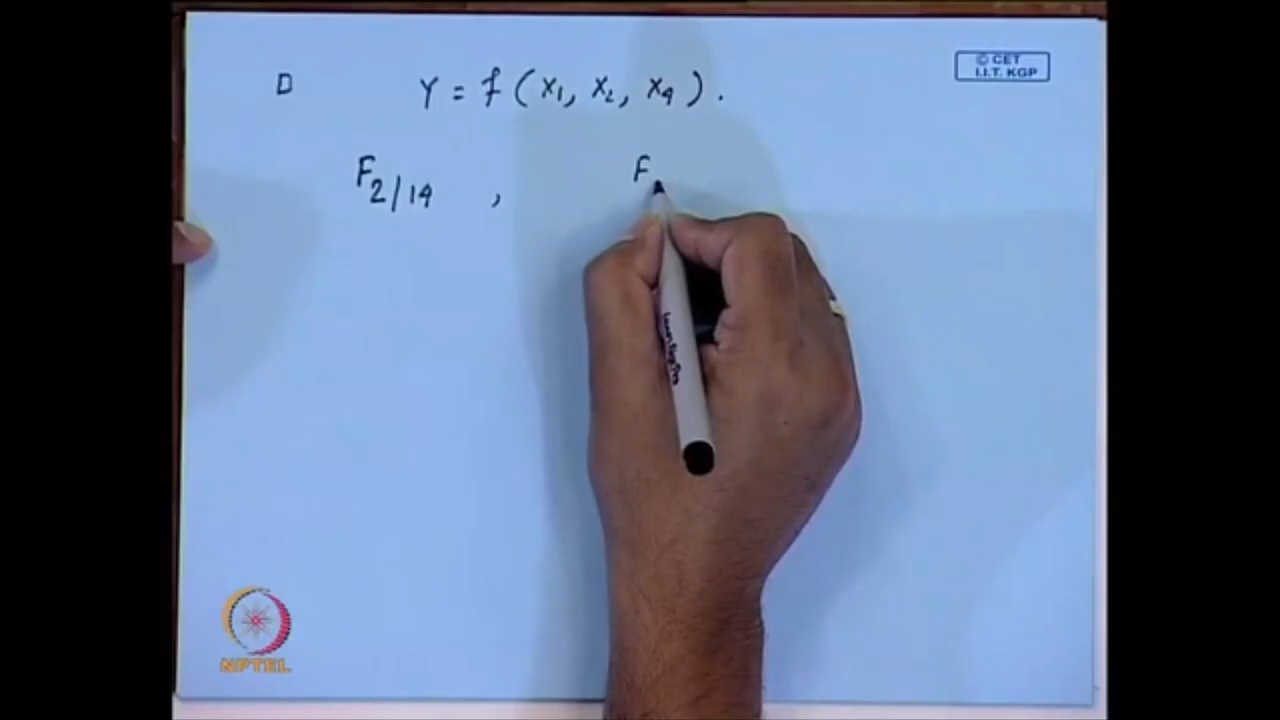 © CET
I.I.T. KGP
□ Y = f ( X₁, X₂, X₄ ) .
F₂/₁₄ , F
NPTEL